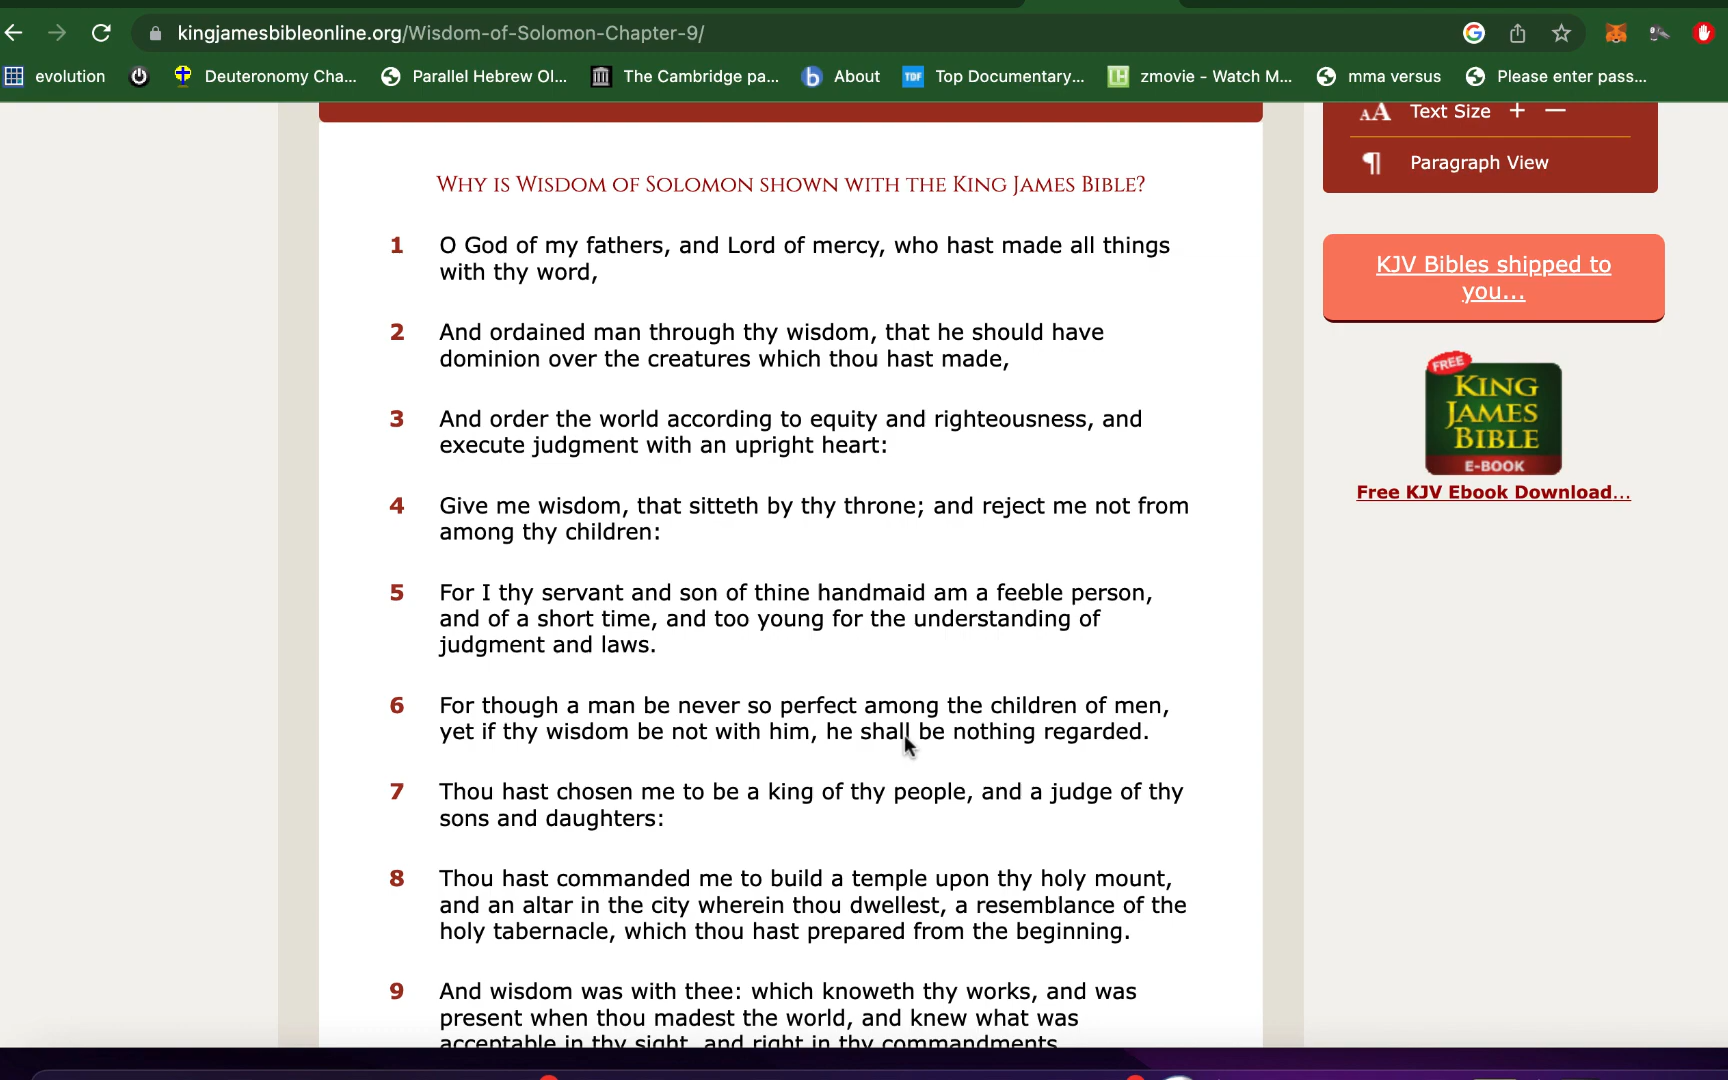 kingjamesbibleonline.org/Wisdom-of-Solomon-Chapter-9/
evolution Deuteronomy Cha... Parallel Hebrew Ol... The Cambridge pa... b About TDF Top Documentary... zmovie - Watch M... mma versus Please enter pass...
AA Text Size + —
¶ Paragraph View
WHY IS WISDOM OF SOLOMON SHOWN WITH THE KING JAMES BIBLE?
1 O God of my fathers, and Lord of mercy, who hast made all things
with thy word,
2 And ordained man through thy wisdom, that he should have
dominion over the creatures which thou hast made,
3 And order the world according to equity and righteousness, and
execute judgment with an upright heart:
4 Give me wisdom, that sitteth by thy throne; and reject me not from
among thy children:
5 For I thy servant and son of thine handmaid am a feeble person,
and of a short time, and too young for the understanding of
judgment and laws.
6 For though a man be never so perfect among the children of men,
yet if thy wisdom be not with him, he shall be nothing regarded.
7 Thou hast chosen me to be a king of thy people, and a judge of thy
sons and daughters:
8 Thou hast commanded me to build a temple upon thy holy mount,
and an altar in the city wherein thou dwellest, a resemblance of the
holy tabernacle, which thou hast prepared from the beginning.
9 And wisdom was with thee: which knoweth thy works, and was
present when thou madest the world, and knew what was
acceptable in thy sight, and right in thy commandments
KJV Bibles shipped to
you...
FREE
KING
JAMES
BIBLE
E-BOOK
Free KJV Ebook Download...